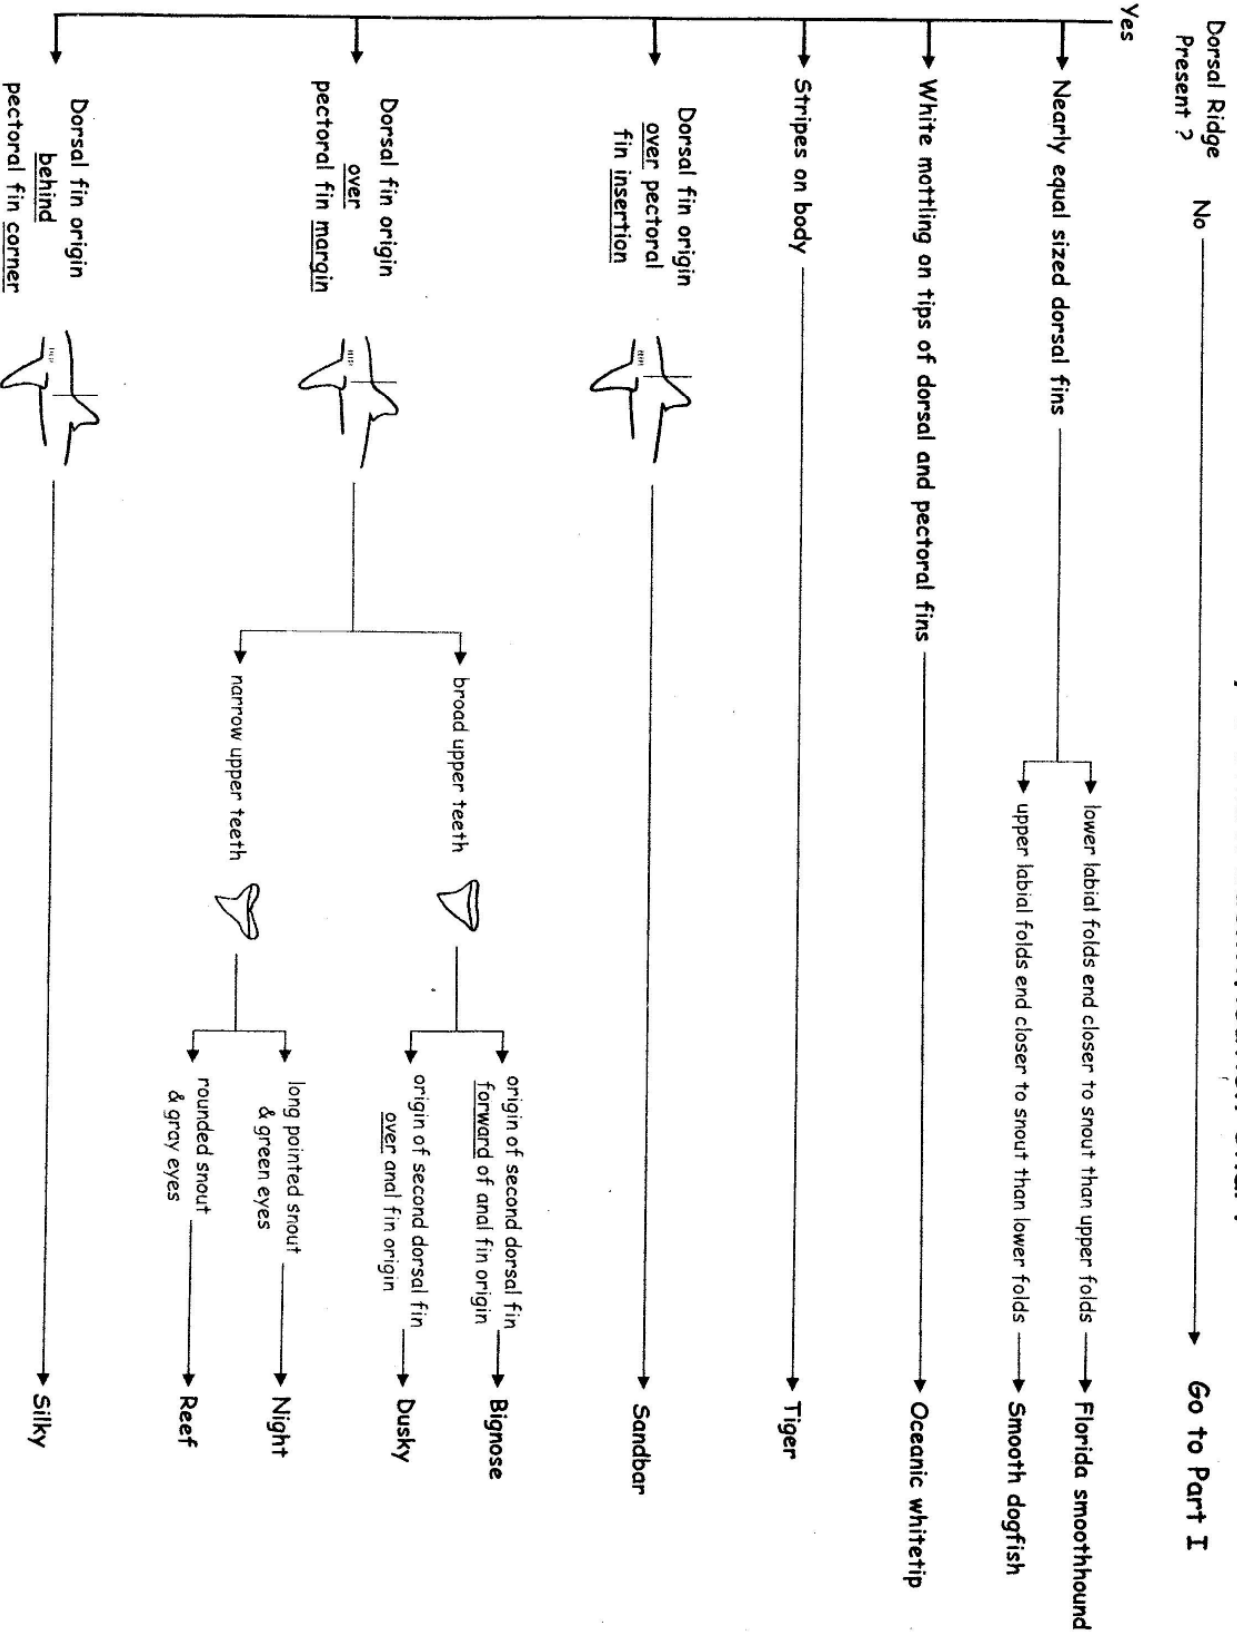 Dorsal Ridge
Present ?
No
Go to Part I
Yes
Nearly equal sized dorsal fins
lower labial folds end closer to snout than upper folds
Florida smoothhound
upper labial folds end closer to snout than lower folds
Smooth dogfish
White mottling on tips of dorsal and pectoral fins
Oceanic whitetip
Stripes on body
Tiger
Dorsal fin origin
over pectoral
fin insertion
Sandbar
Dorsal fin origin
over
pectoral fin margin
broad upper teeth
origin of second dorsal fin
forward of anal fin origin
Bignose
origin of second dorsal fin
over anal fin origin
Dusky
narrow upper teeth
long pointed snout
& green eyes
Night
rounded snout
& gray eyes
Reef
Dorsal fin origin
behind
pectoral fin corner
Silky